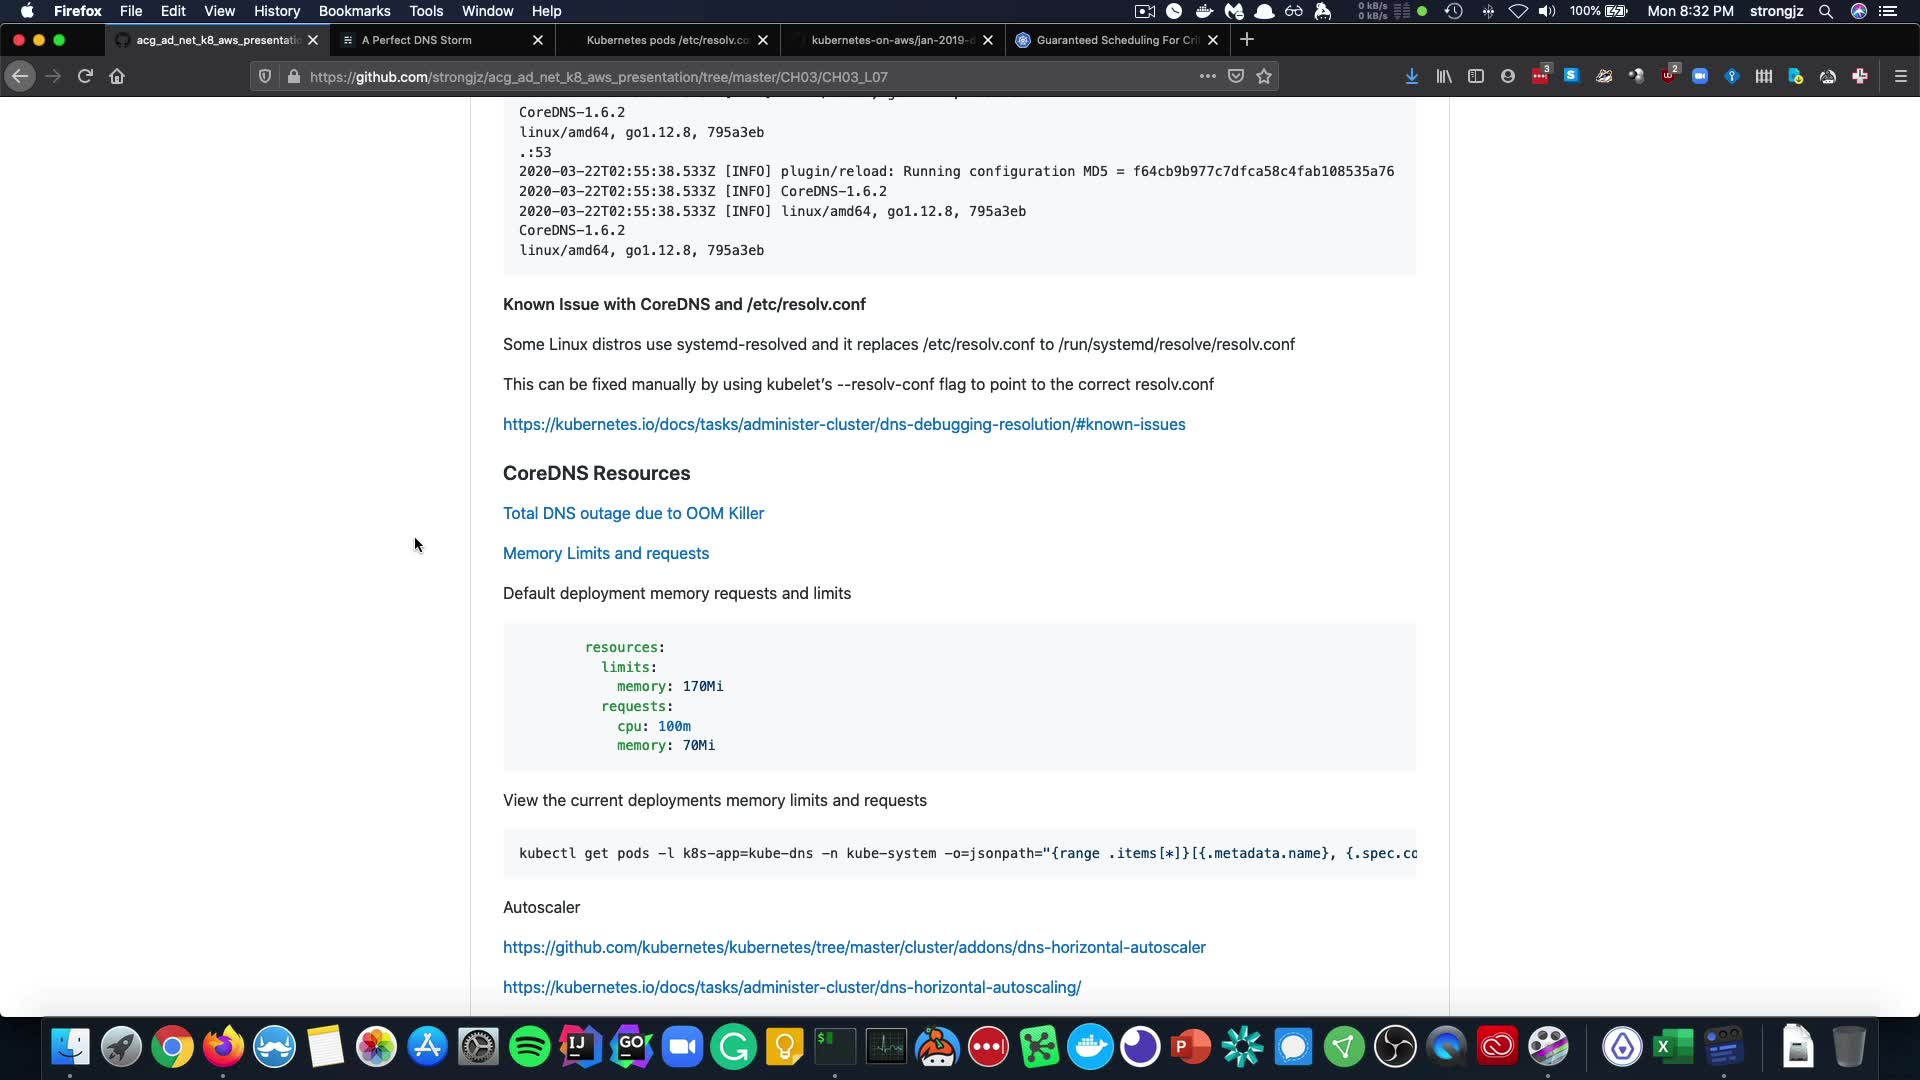 Firefox File Edit View History Bookmarks Tools Window Help
0 kB/s
0 kB/s
100%
Mon 8:32 PM strongjz
acg_ad_net_k8_aws_presentatio
A Perfect DNS Storm
Kubernetes pods /etc/resolv.co
kubernetes-on-aws/jan-2019-d
Guaranteed Scheduling For Cri
https://github.com/strongjz/acg_ad_net_k8_aws_presentation/tree/master/CH03/CH03_L07
3
2
CoreDNS-1.6.2
linux/amd64, go1.12.8, 795a3eb
.:53
2020-03-22T02:55:38.533Z [INFO] plugin/reload: Running configuration MD5 = f64cb9b977c7dfca58c4fab108535a76
2020-03-22T02:55:38.533Z [INFO] CoreDNS-1.6.2
2020-03-22T02:55:38.533Z [INFO] linux/amd64, go1.12.8, 795a3eb
CoreDNS-1.6.2
linux/amd64, go1.12.8, 795a3eb
Known Issue with CoreDNS and /etc/resolv.conf
Some Linux distros use systemd-resolved and it replaces /etc/resolv.conf to /run/systemd/resolve/resolv.conf
This can be fixed manually by using kubelet’s --resolv-conf flag to point to the correct resolv.conf
https://kubernetes.io/docs/tasks/administer-cluster/dns-debugging-resolution/#known-issues
CoreDNS Resources
Total DNS outage due to OOM Killer
Memory Limits and requests
Default deployment memory requests and limits
resources:
limits:
memory: 170Mi
requests:
cpu: 100m
memory: 70Mi
View the current deployments memory limits and requests
kubectl get pods -l k8s-app=kube-dns -n kube-system -o=jsonpath="{range .items[*]}[{.metadata.name}, {.spec.co
Autoscaler
https://github.com/kubernetes/kubernetes/tree/master/cluster/addons/dns-horizontal-autoscaler
https://kubernetes.io/docs/tasks/administer-cluster/dns-horizontal-autoscaling/
IJ
GO
$
P
X